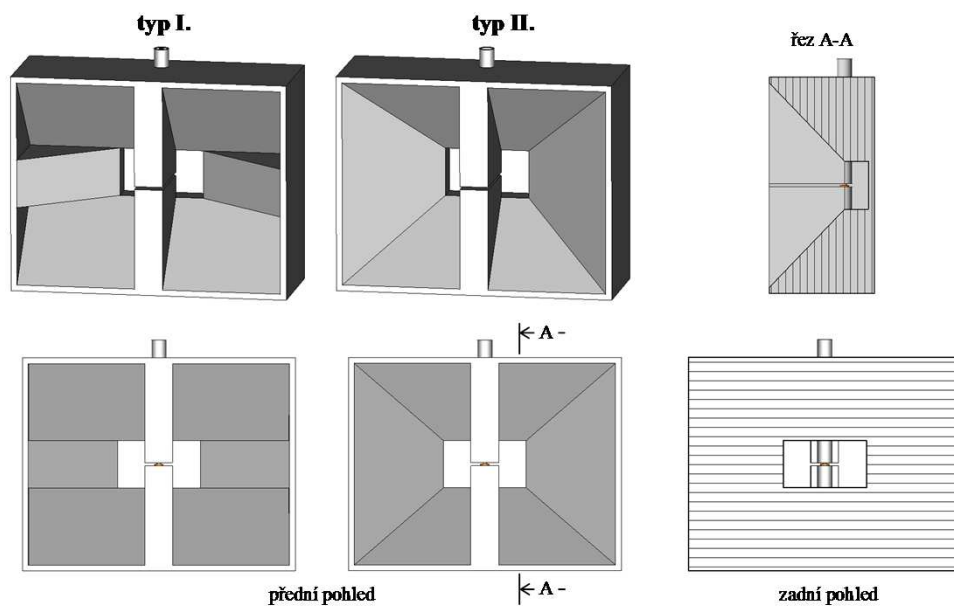 typ I.
typ II.
řez A-A
A -
A -
přední pohled
zadní pohled